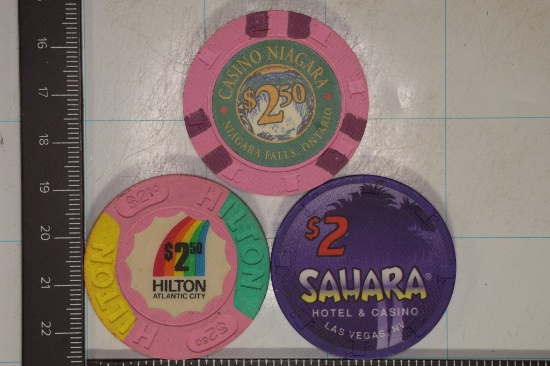 16
17
18
19
20
21
22
CASINO NIAGARA
$2.50
NIAGARA FALLS, ONTARIO
$2.50
HILTON
HILTON
H
$2.50
HILTON
ATLANTIC CITY
H
$2.50
$2
SAHARA®
HOTEL & CASINO
LAS VEGAS, NV